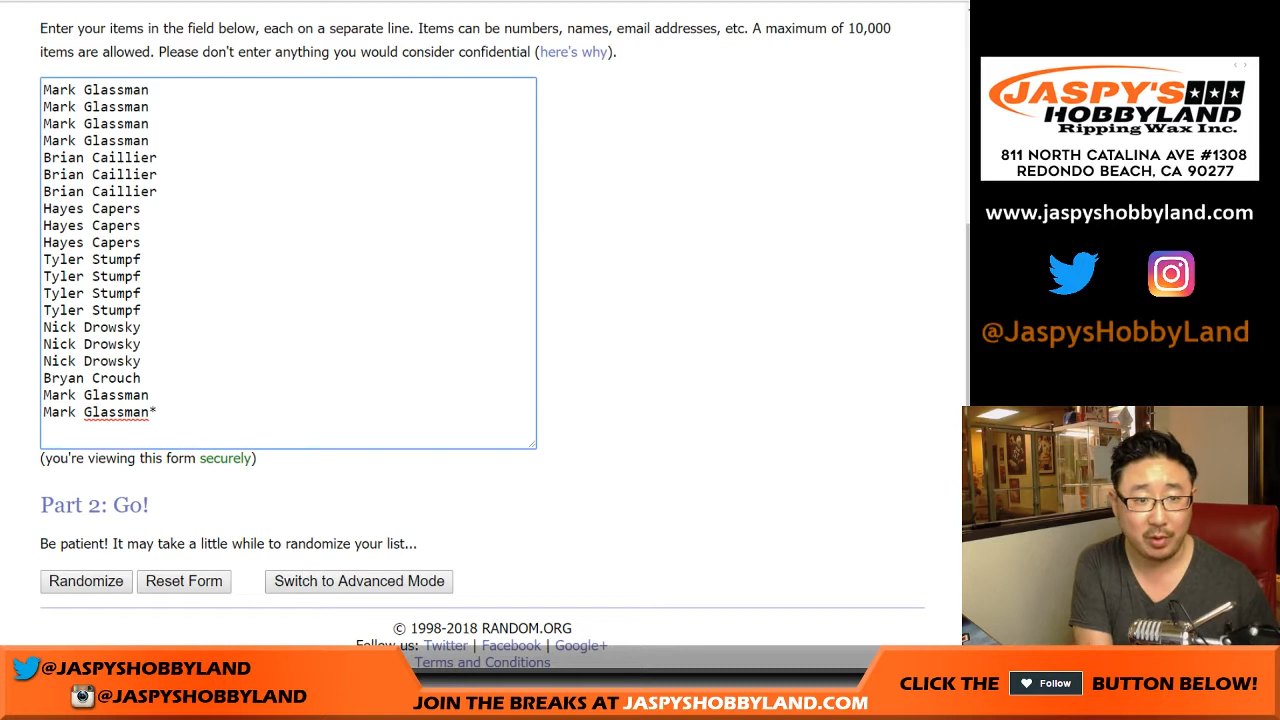 Enter your items in the field below, each on a separate line. Items can be numbers, names, email addresses, etc. A maximum of 10,000
items are allowed. Please don't enter anything you would consider confidential (here's why).
Mark Glassman
Mark Glassman
Mark Glassman
Mark Glassman
Brian Caillier
Brian Caillier
Brian Caillier
Hayes Capers
Hayes Capers
Hayes Capers
Tyler Stumpf
Tyler Stumpf
Tyler Stumpf
Tyler Stumpf
Nick Drowsky
Nick Drowsky
Nick Drowsky
Bryan Crouch
Mark Glassman
Mark Glassman*
(you're viewing this form securely)
Part 2: Go!
Be patient! It may take a little while to randomize your list...
Randomize Reset Form Switch to Advanced Mode
© 1998-2018 RANDOM.ORG
Follow us: Twitter | Facebook | Google+
Terms and Conditions
JASPY'S
HOBBYLAND
Ripping Wax Inc.
811 NORTH CATALINA AVE #1308
REDONDO BEACH, CA 90277
www.jaspyshobbyland.com
@JaspysHobbyLand
@JASPYSHOBBYLAND
@JASPYSHOBBYLAND
JOIN THE BREAKS AT JASPYSHOBBYLAND.COM
CLICK THE Follow BUTTON BELOW!